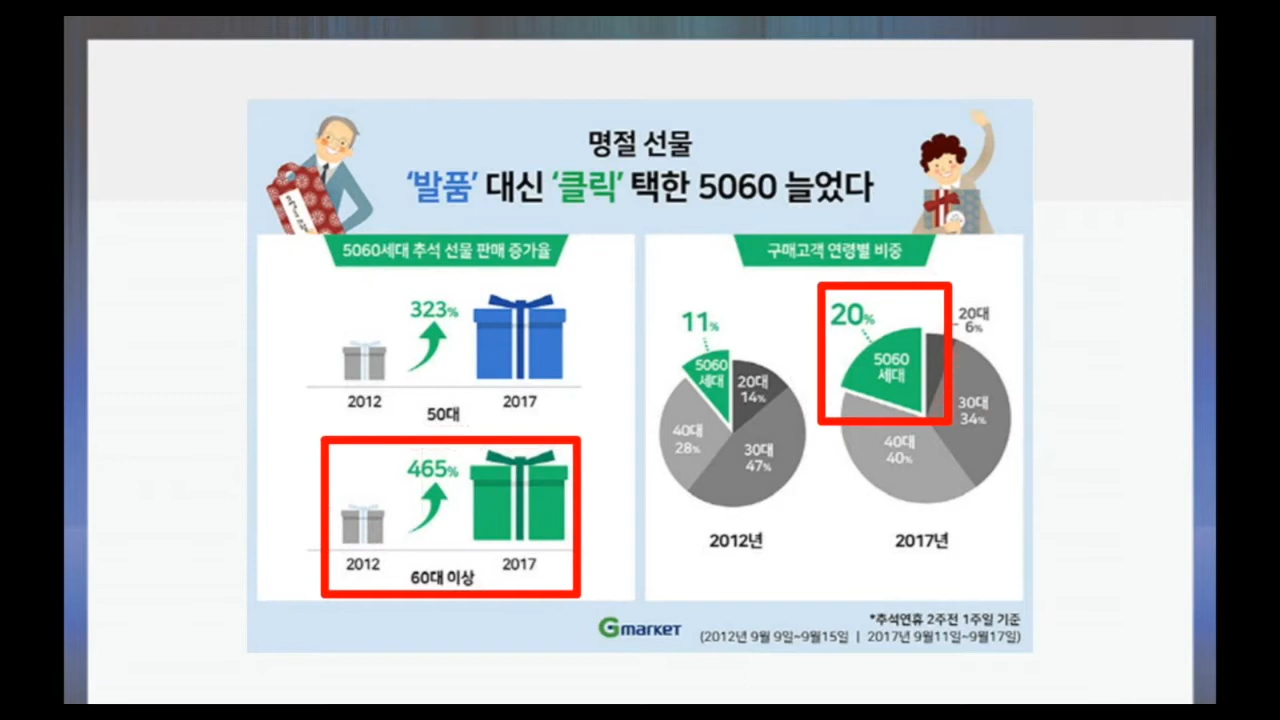 명절 선물
‘발품’ 대신 ‘클릭’ 택한 5060 늘었다
5060세대 추석 선물 판매 증가율
323%
2012
2017
50대
465%
2012
2017
60대 이상
구매고객 연령별 비중
11%
5060
세대
20대
14%
40대
28%
30대
47%
2012년
20%
5060
세대
20대
6%
30대
34%
40대
40%
2017년
Gmarket
*추석연휴 2주전 1주일 기준
(2012년 9월 9일~9월15일 | 2017년 9월11일~9월17일)